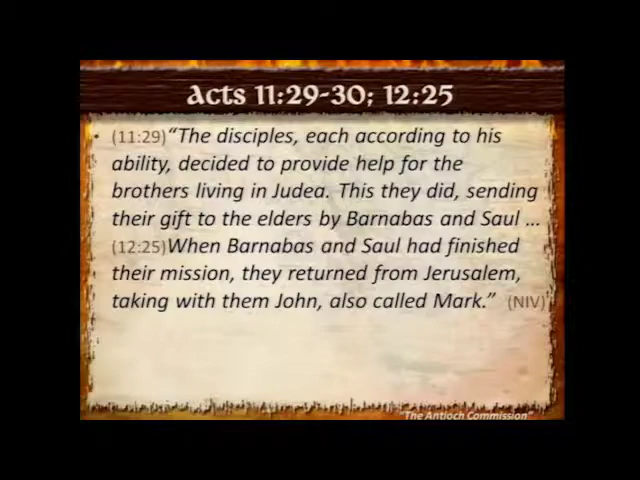 Acts 11:29-30; 12:25
• (11:29)“The disciples, each according to his
ability, decided to provide help for the
brothers living in Judea. This they did, sending
their gift to the elders by Barnabas and Saul ...
(12:25)When Barnabas and Saul had finished
their mission, they returned from Jerusalem,
taking with them John, also called Mark.” (NIV)
"The Antioch Commission"